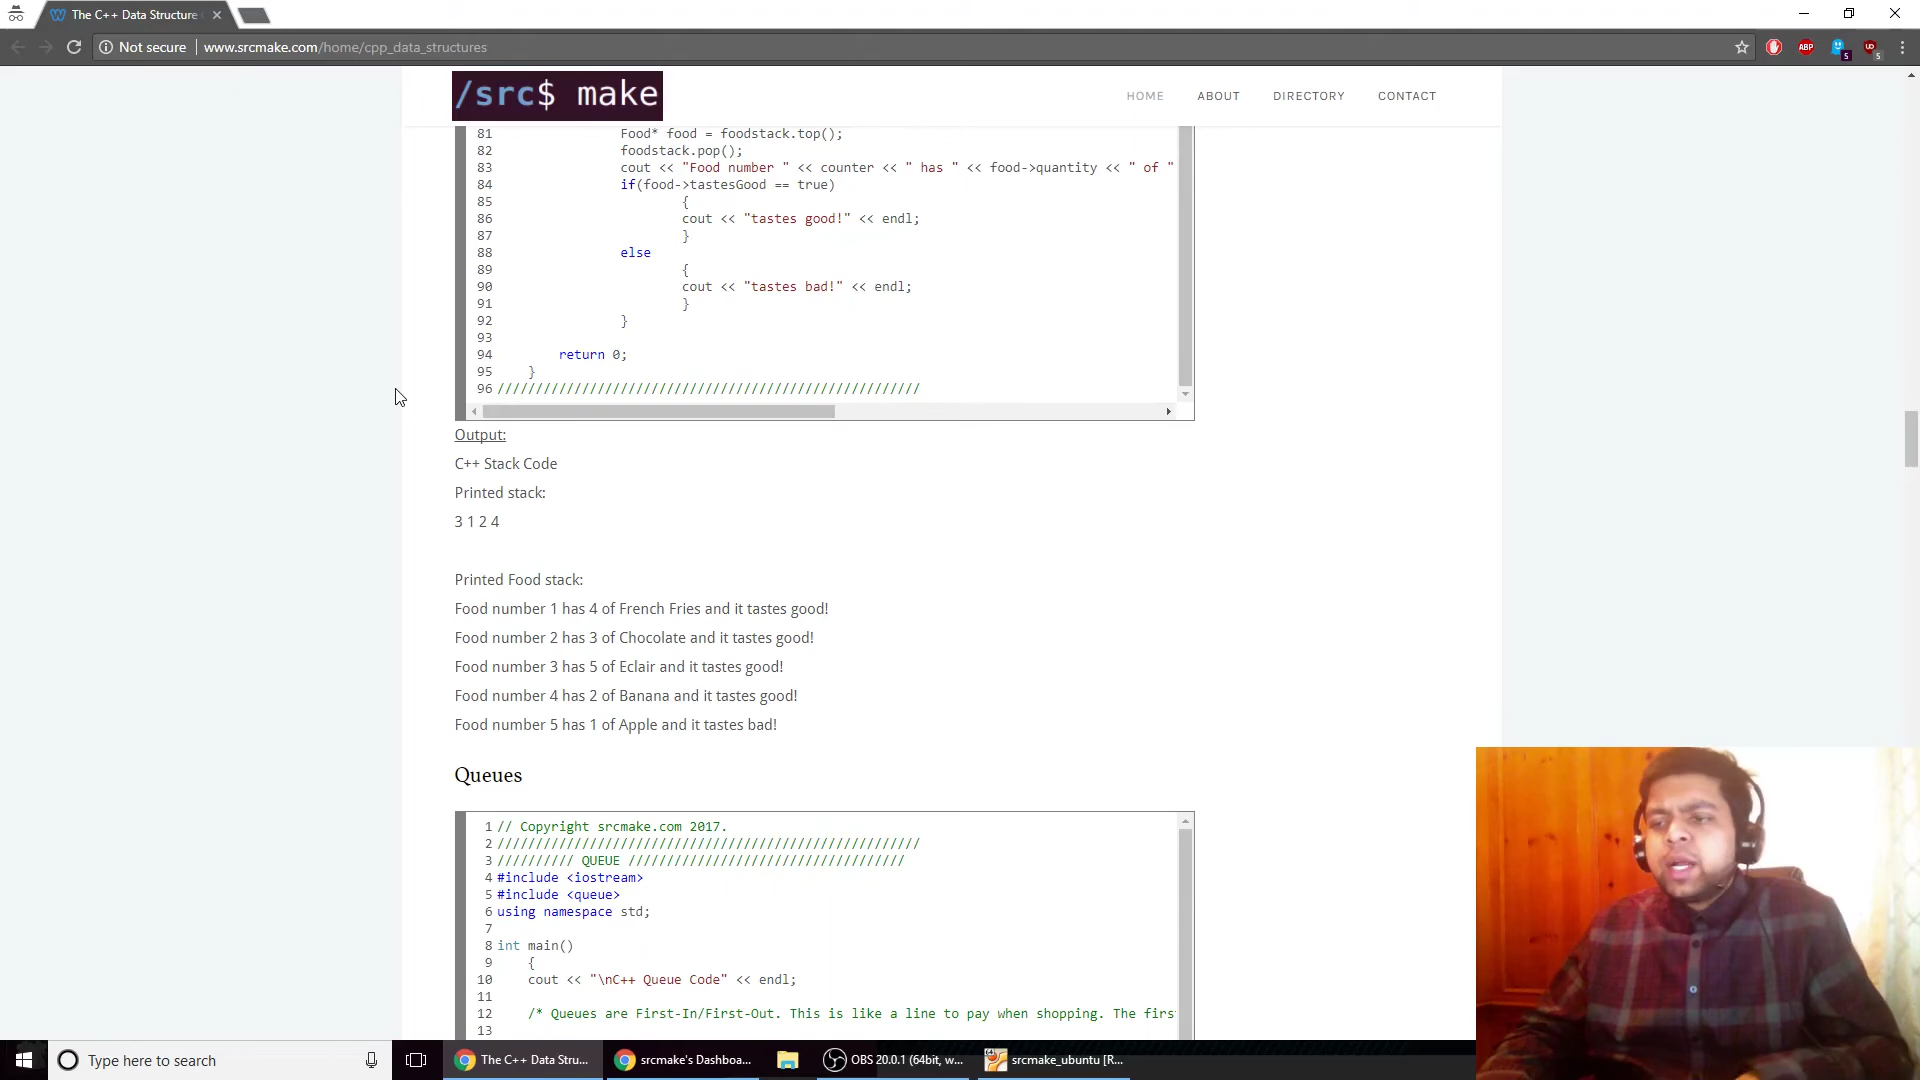 The C++ Data Structure
Not secure
www.srcmake.com/home/cpp_data_structures
ABP
5
UD
5
/src$ make
HOME
ABOUT
DIRECTORY
CONTACT
81 Food* food = foodstack.top();
82 foodstack.pop();
83 cout << "Food number " << counter << " has " << food->quantity << " of "
84 if(food->tastesGood == true)
85 {
86 cout << "tastes good!" << endl;
87 }
88 else
89 {
90 cout << "tastes bad!" << endl;
91 }
92 }
93
94 return 0;
95 }
96 ///////////////////////////////////////////////////////
Output:
C++ Stack Code
Printed stack:
3 1 2 4
Printed Food stack:
Food number 1 has 4 of French Fries and it tastes good!
Food number 2 has 3 of Chocolate and it tastes good!
Food number 3 has 5 of Eclair and it tastes good!
Food number 4 has 2 of Banana and it tastes good!
Food number 5 has 1 of Apple and it tastes bad!
Queues
1 // Copyright srcmake.com 2017.
2 ///////////////////////////////////////////////////////
3 ////////// QUEUE ////////////////////////////////////
4 #include <iostream>
5 #include <queue>
6 using namespace std;
7
8 int main()
9 {
10 cout << "\nC++ Queue Code" << endl;
11
12 /* Queues are First-In/First-Out. This is like a line to pay when shopping. The firs
13
Type here to search
The C++ Data Stru...
srcmake's Dashboa...
OBS 20.0.1 (64bit, w...
srcmake_ubuntu [R...